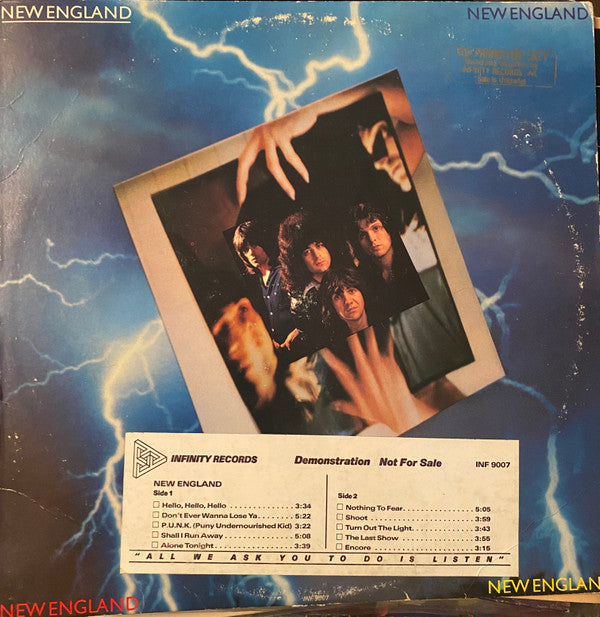 NEW ENGLAND NEW ENGLAND
INFINITY RECORDS Demonstration Not For Sale INF 9007
NEW ENGLAND
Side 1
Hello, Hello, Hello 3:34
Don't Ever Wanna Lose Ya 5:22
P.U.N.K. (Puny Undernourished Kid) 3:22
Shall I Run Away 5:08
Alone Tonight 3:39
Side 2
Nothing To Fear 5:05
Shoot 3:59
Turn Out The Light 3:43
The Last Show 3:55
Encore 3:15
"ALL WE ASK YOU TO DO IS LISTEN"
INF 9007
NEW ENGLAN
NEW ENGLAND